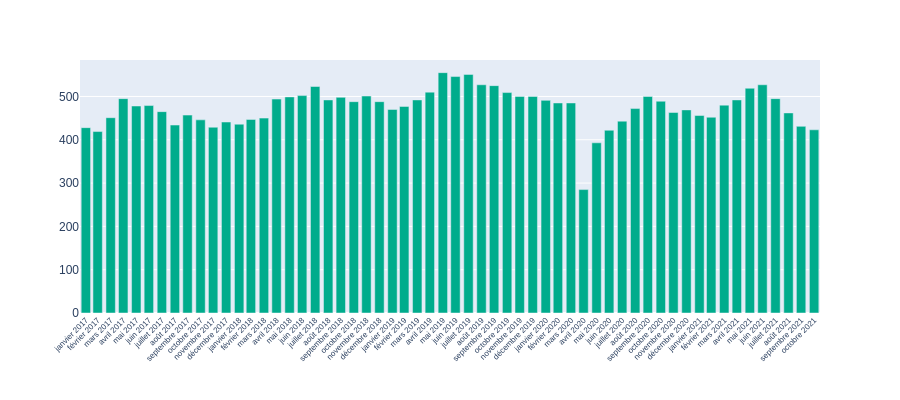 500
400
300
200
100
0
janvier 2017
février 2017
mars 2017
avril 2017
mai 2017
juin 2017
juillet 2017
août 2017
septembre 2017
octobre 2017
novembre 2017
décembre 2017
janvier 2018
février 2018
mars 2018
avril 2018
mai 2018
juin 2018
juillet 2018
août 2018
septembre 2018
octobre 2018
novembre 2018
décembre 2018
janvier 2019
février 2019
mars 2019
avril 2019
mai 2019
juin 2019
juillet 2019
août 2019
septembre 2019
octobre 2019
novembre 2019
décembre 2019
janvier 2020
février 2020
mars 2020
avril 2020
mai 2020
juin 2020
juillet 2020
août 2020
septembre 2020
octobre 2020
novembre 2020
décembre 2020
janvier 2021
février 2021
mars 2021
avril 2021
mai 2021
juin 2021
juillet 2021
août 2021
septembre 2021
octobre 2021